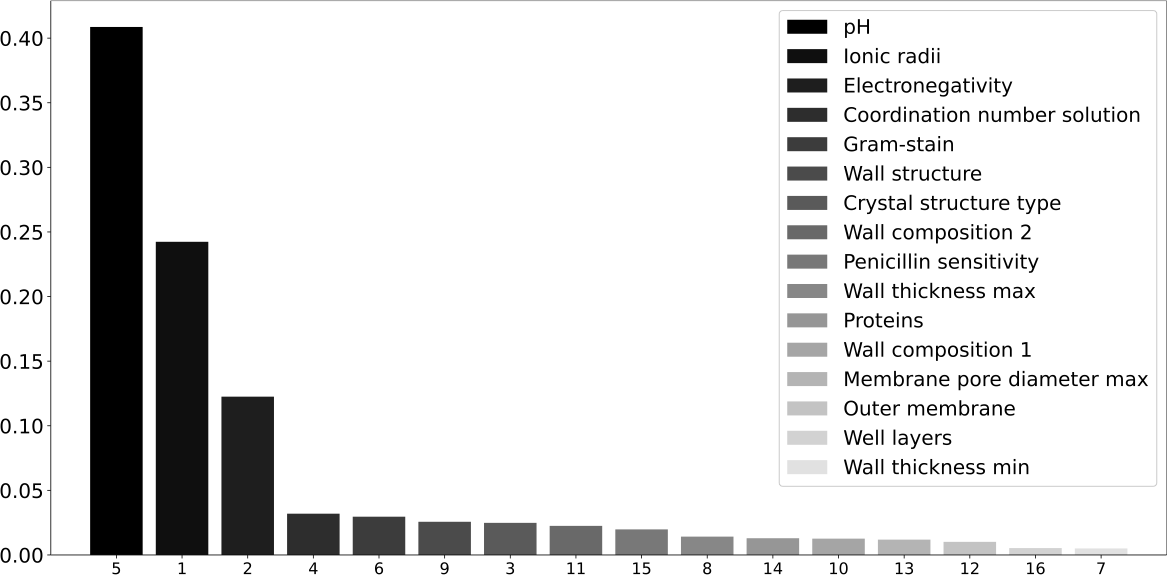 0.40
0.35
0.30
0.25
0.20
0.15
0.10
0.05
0.00
pH
Ionic radii
Electronegativity
Coordination number solution
Gram-stain
Wall structure
Crystal structure type
Wall composition 2
Penicillin sensitivity
Wall thickness max
Proteins
Wall composition 1
Membrane pore diameter max
Outer membrane
Well layers
Wall thickness min
5 1 2 4 6 9 3 11 15 8 14 10 13 12 16 7